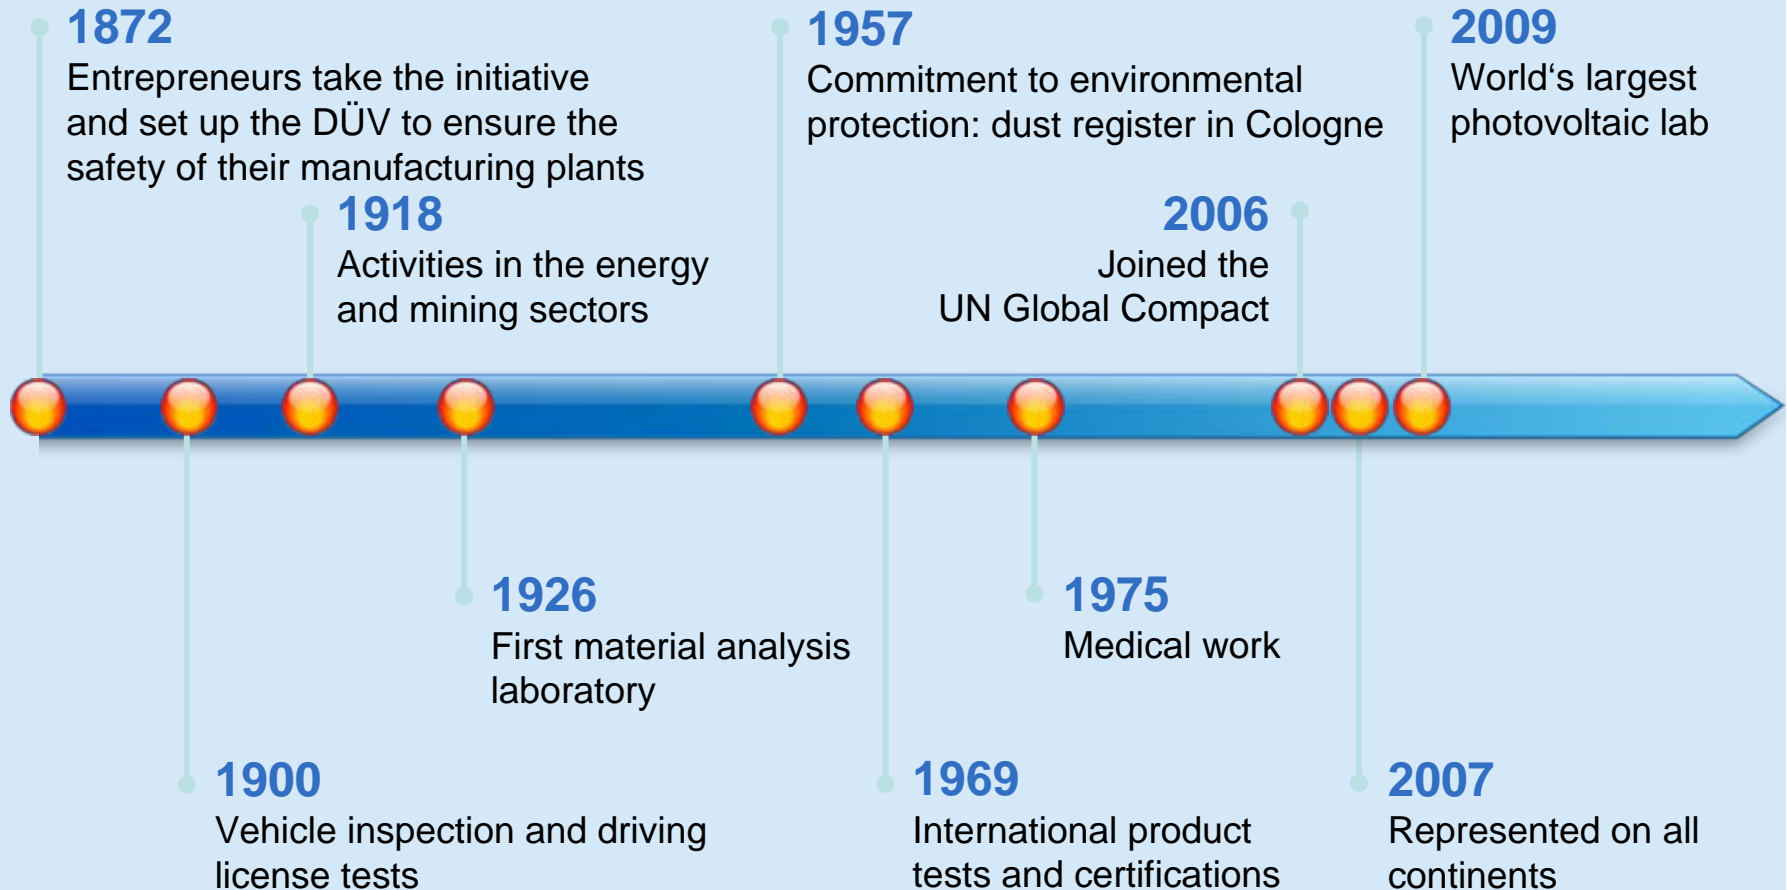 1872
Entrepreneurs take the initiative
and set up the DÜV to ensure the
safety of their manufacturing plants
1957
Commitment to environmental
protection: dust register in Cologne
2009
World‘s largest
photovoltaic lab
1918
Activities in the energy
and mining sectors
2006
Joined the
UN Global Compact
1926
First material analysis
laboratory
1975
Medical work
1900
Vehicle inspection and driving
license tests
1969
International product
tests and certifications
2007
Represented on all
continents